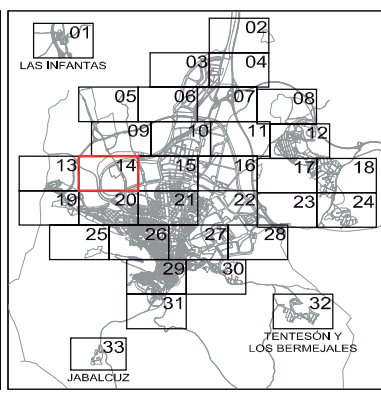 01
LAS INFANTAS
02
03 04
05 06 07 08
09 10 11 12
13 14 15 16 17 18
19 20 21 22 23 24
25 26 27 28
29 30
31 32
TENTESÓN Y
LOS BERMEJALES
33
JABALCUZ